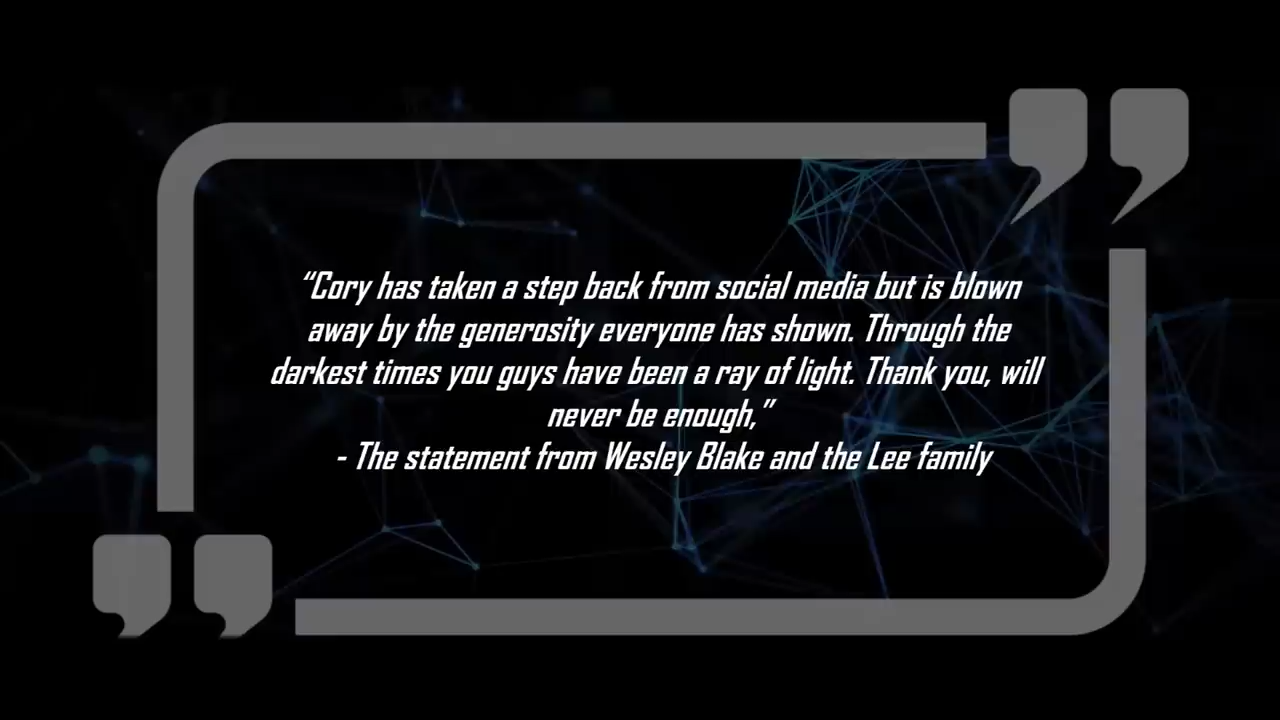 “Cory has taken a step back from social media but is blown
away by the generosity everyone has shown. Through the
darkest times you guys have been a ray of light. Thank you, will
never be enough,”
- The statement from Wesley Blake and the Lee family